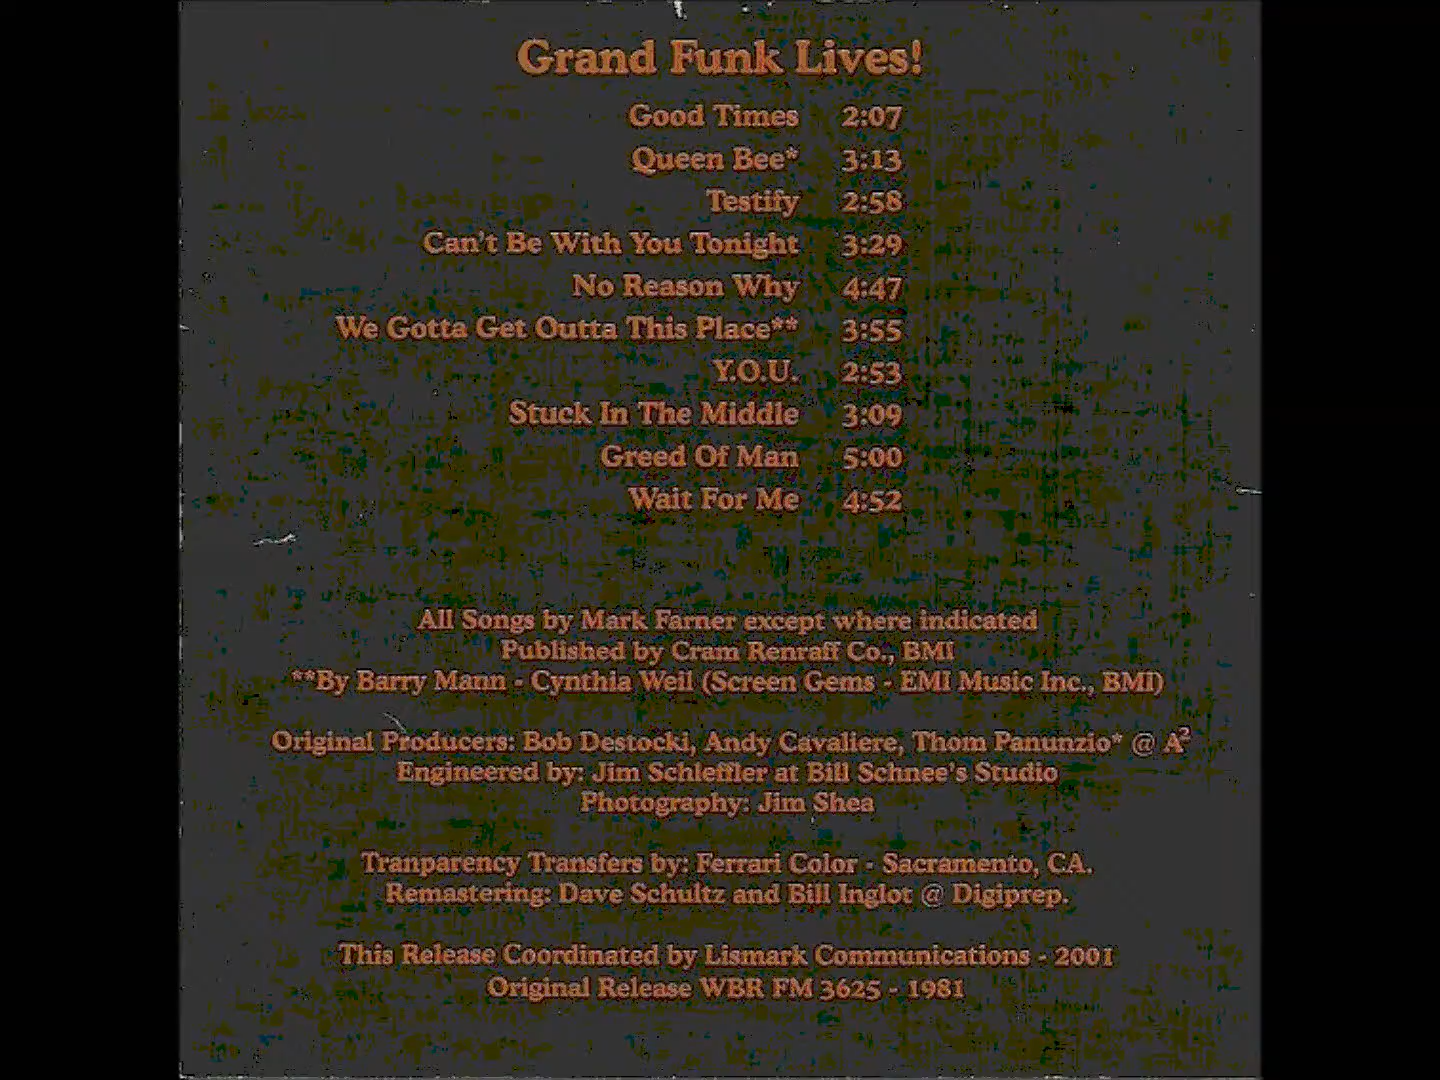 Grand Funk Lives!
Good Times 2:07
Queen Bee* 3:13
Testify 2:58
Can't Be With You Tonight 3:29
No Reason Why 4:47
We Gotta Get Outta This Place** 3:55
Y.O.U. 2:53
Stuck In The Middle 3:09
Greed Of Man 5:00
Wait For Me 4:52
All Songs by Mark Farner except where indicated
Published by Cram Renraff Co., BMI
**By Barry Mann - Cynthia Weil (Screen Gems - EMI Music Inc., BMI)
Original Producers: Bob Destocki, Andy Cavaliere, Thom Panunzio* @ A²
Engineered by: Jim Schieffler at Bill Schnee's Studio
Photography: Jim Shea
Tranparency Transfers by: Ferrari Color - Sacramento, CA.
Remastering: Dave Schultz and Bill Inglot @ Digiprep.
This Release Coordinated by Lismark Communications - 2001
Original Release WBR FM 3625 - 1981